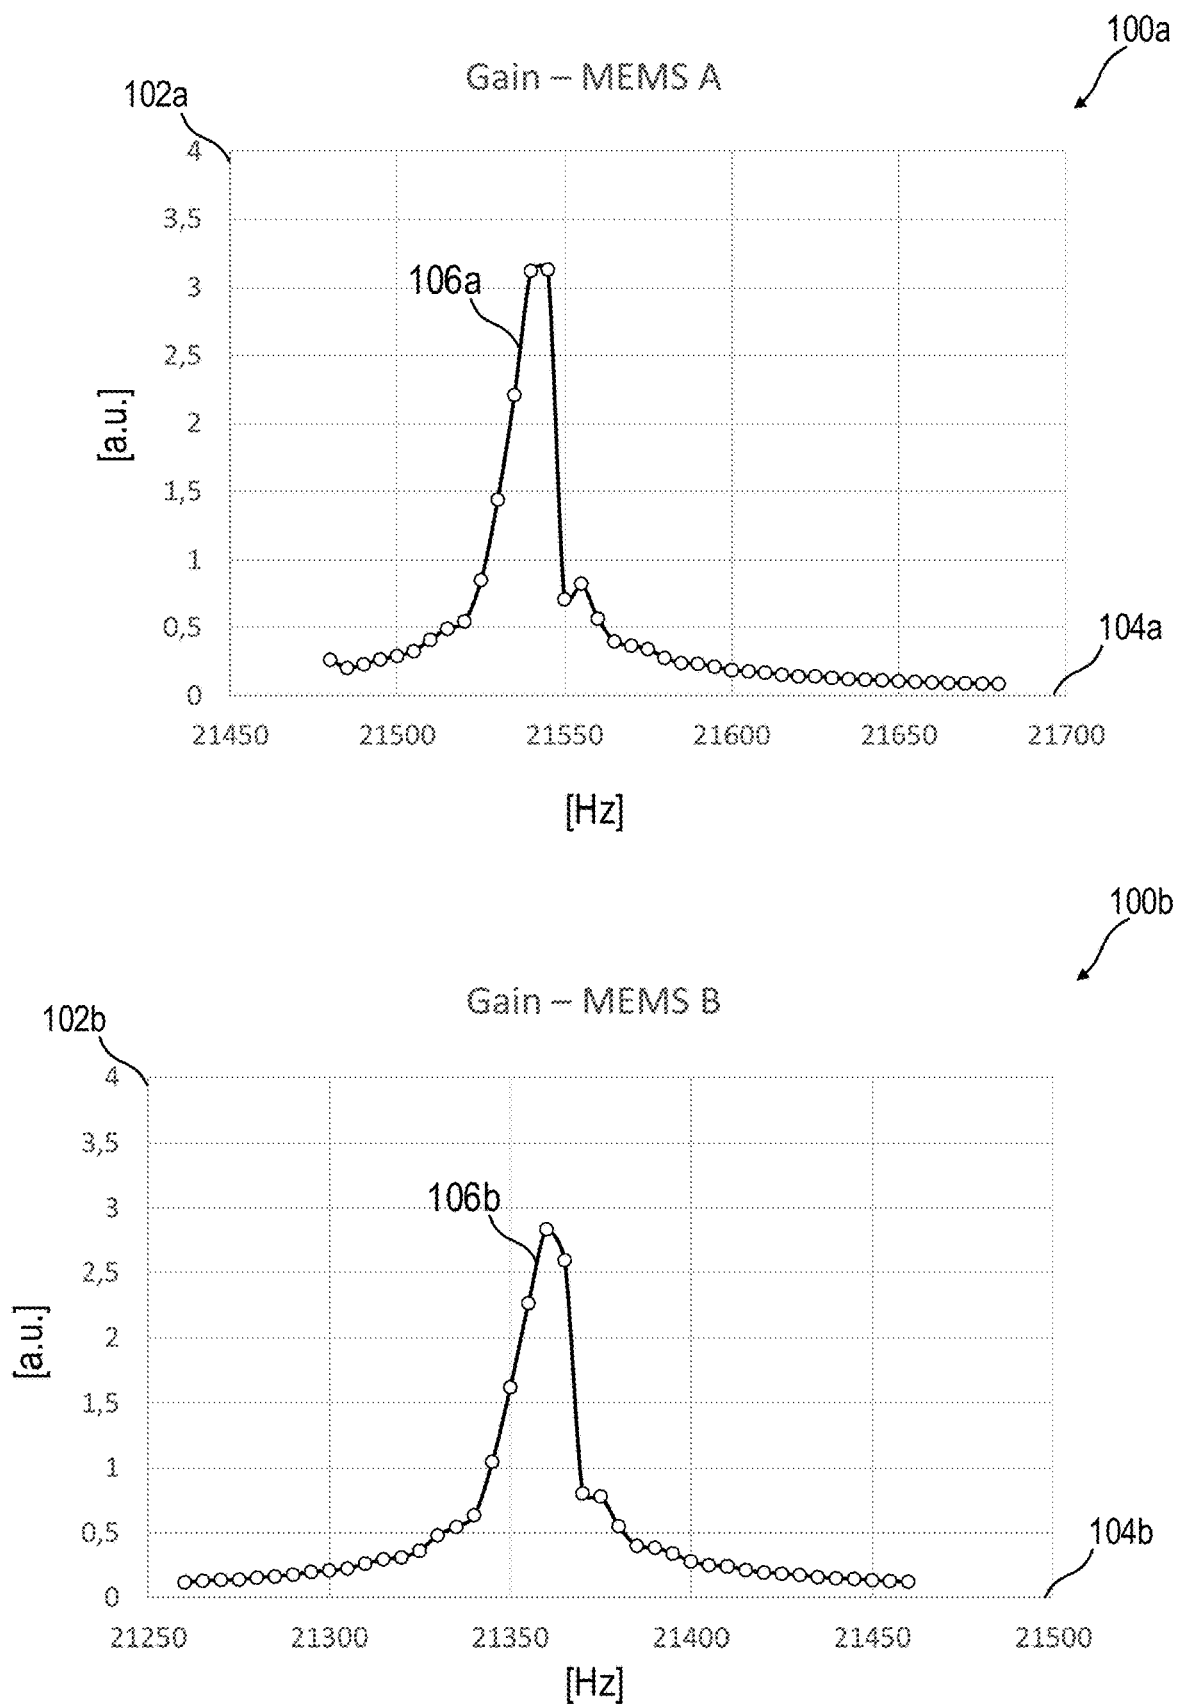 100a
Gain – MEMS A
102a
4
3,5
3
106a
2,5
[a.u.]
2
1,5
1
0,5
104a
0
21450 21500 21550 21600 21650 21700
[Hz]
100b
Gain – MEMS B
102b
4
3,5
3
106b
2,5
[a.u.]
2
1,5
1
0,5
104b
0
21250 21300 21350 21400 21450 21500
[Hz]